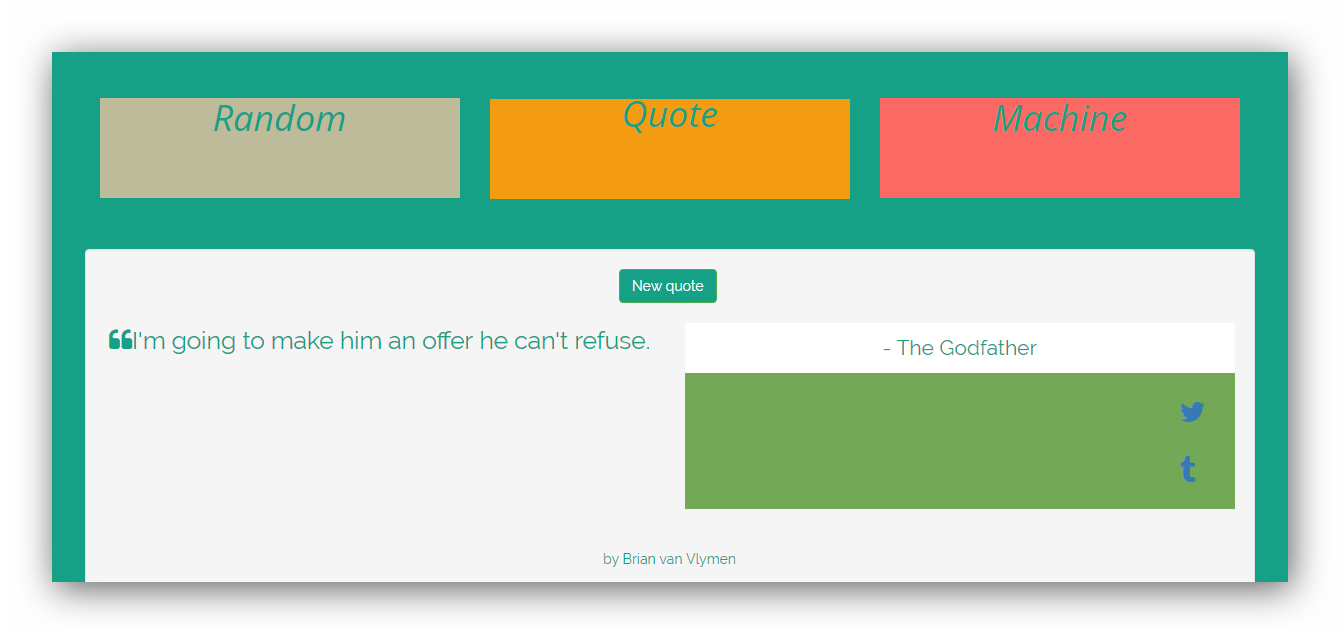 Random Quote Machine
New quote
I'm going to make him an offer he can't refuse.
- The Godfather
by Brian van Vlymen